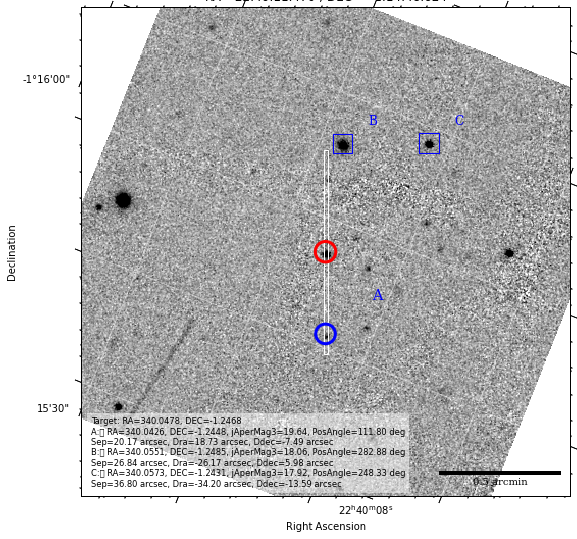 -1°16'00"
B
C
Declination
A
15'30"
Target: RA=340.0478, DEC=-1.2468
A: RA=340.0426, DEC=-1.2448, jAperMag3=19.64, PosAngle=111.80 deg
Sep=20.17 arcsec, Dra=18.73 arcsec, Ddec=-7.49 arcsec
B: RA=340.0551, DEC=-1.2485, jAperMag3=18.06, PosAngle=282.88 deg
Sep=26.84 arcsec, Dra=-26.17 arcsec, Ddec=5.98 arcsec
C: RA=340.0573, DEC=-1.2431, jAperMag3=17.92, PosAngle=248.33 deg
Sep=36.80 arcsec, Dra=-34.20 arcsec, Ddec=-13.59 arcsec
0.5 arcmin
22ʰ40ᵐ08ˢ
Right Ascension